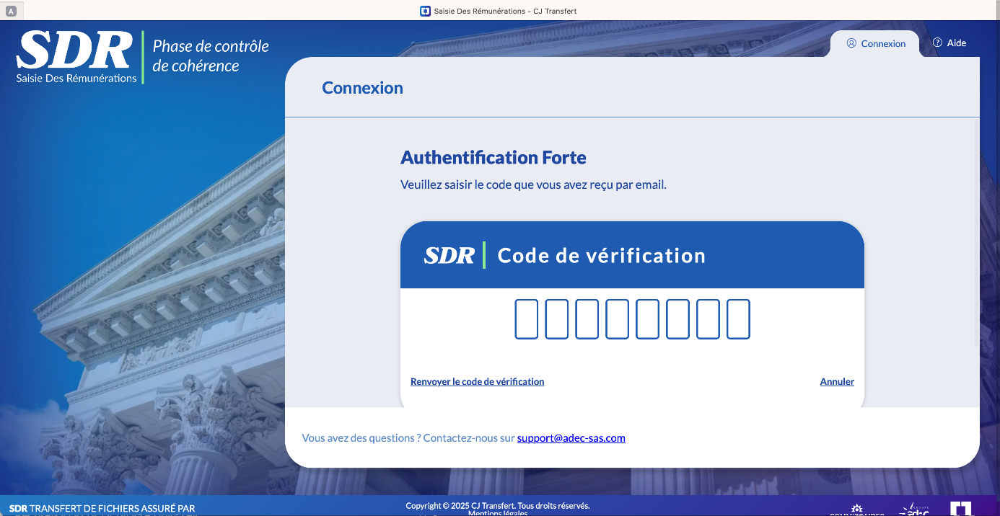 A
Saisie Des Rémunérations - CJ Transfert
SDR
Saisie Des Rémunérations
Phase de contrôle
de cohérence
Connexion
? Aide
Connexion
Authentification Forte
Veuillez saisir le code que vous avez reçu par email.
SDR Code de vérification
Renvoyer le code de vérification
Annuler
Vous avez des questions ? Contactez-nous sur support@adec-sas.com
SDR TRANSFERT DE FICHIERS ASSURÉ PAR
Copyright © 2025 CJ Transfert. Tous droits réservés.
Mentions légales
COMMISSAIRES
GROUPE
adec